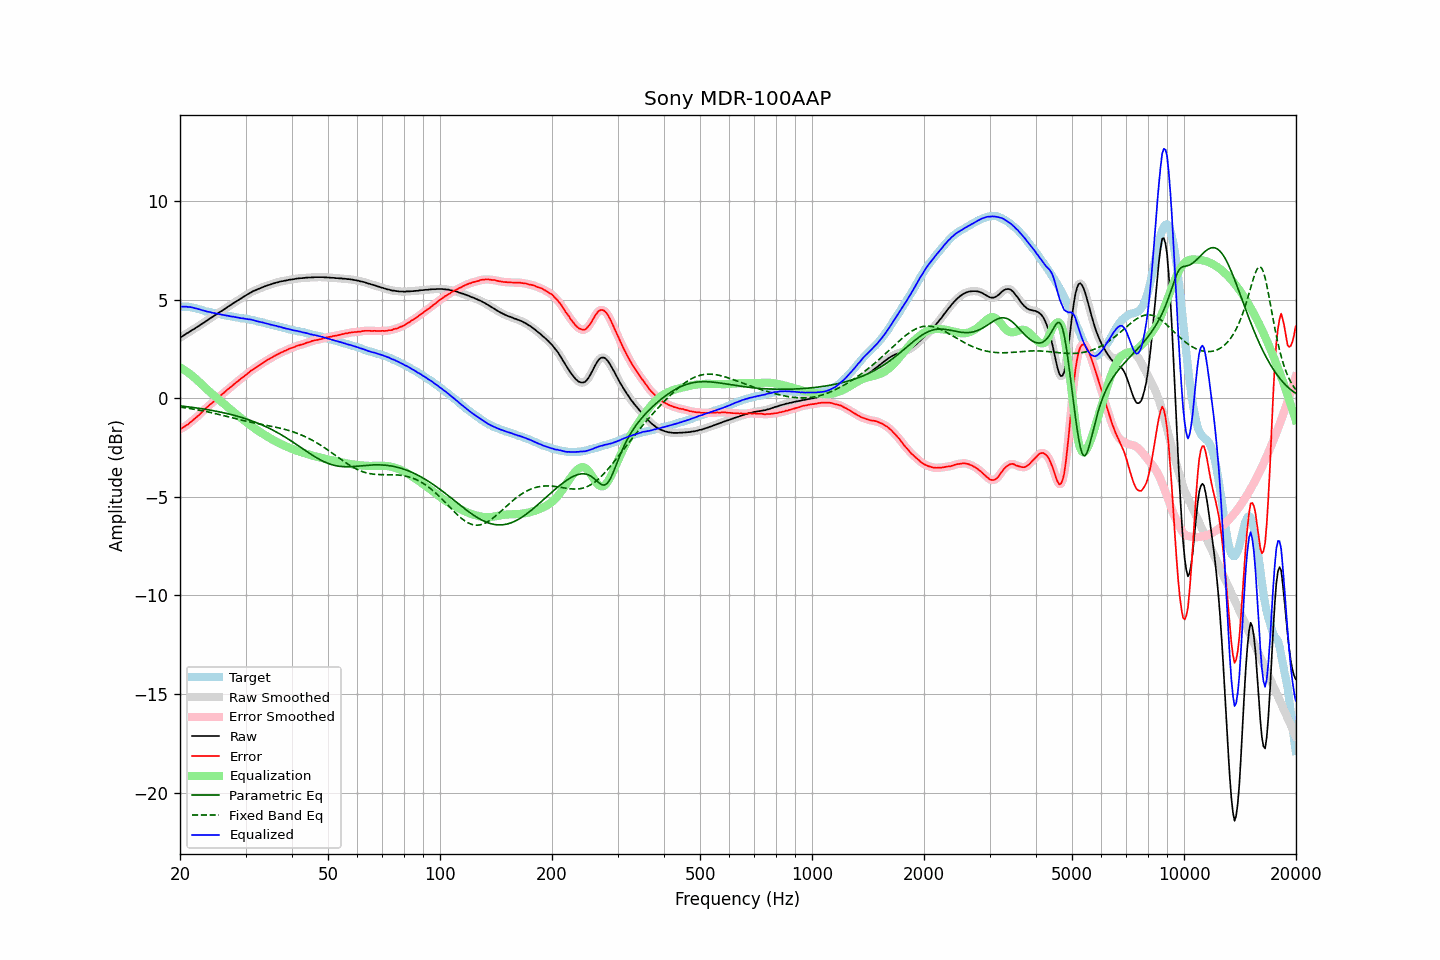 Sony MDR-100AAP
Amplitude (dBr)
10
5
0
−5
−10
−15
−20
Target
Raw Smoothed
Error Smoothed
Raw
Error
Equalization
Parametric Eq
Fixed Band Eq
Equalized
20 50 100 200 500 1000 2000 5000 10000 20000
Frequency (Hz)